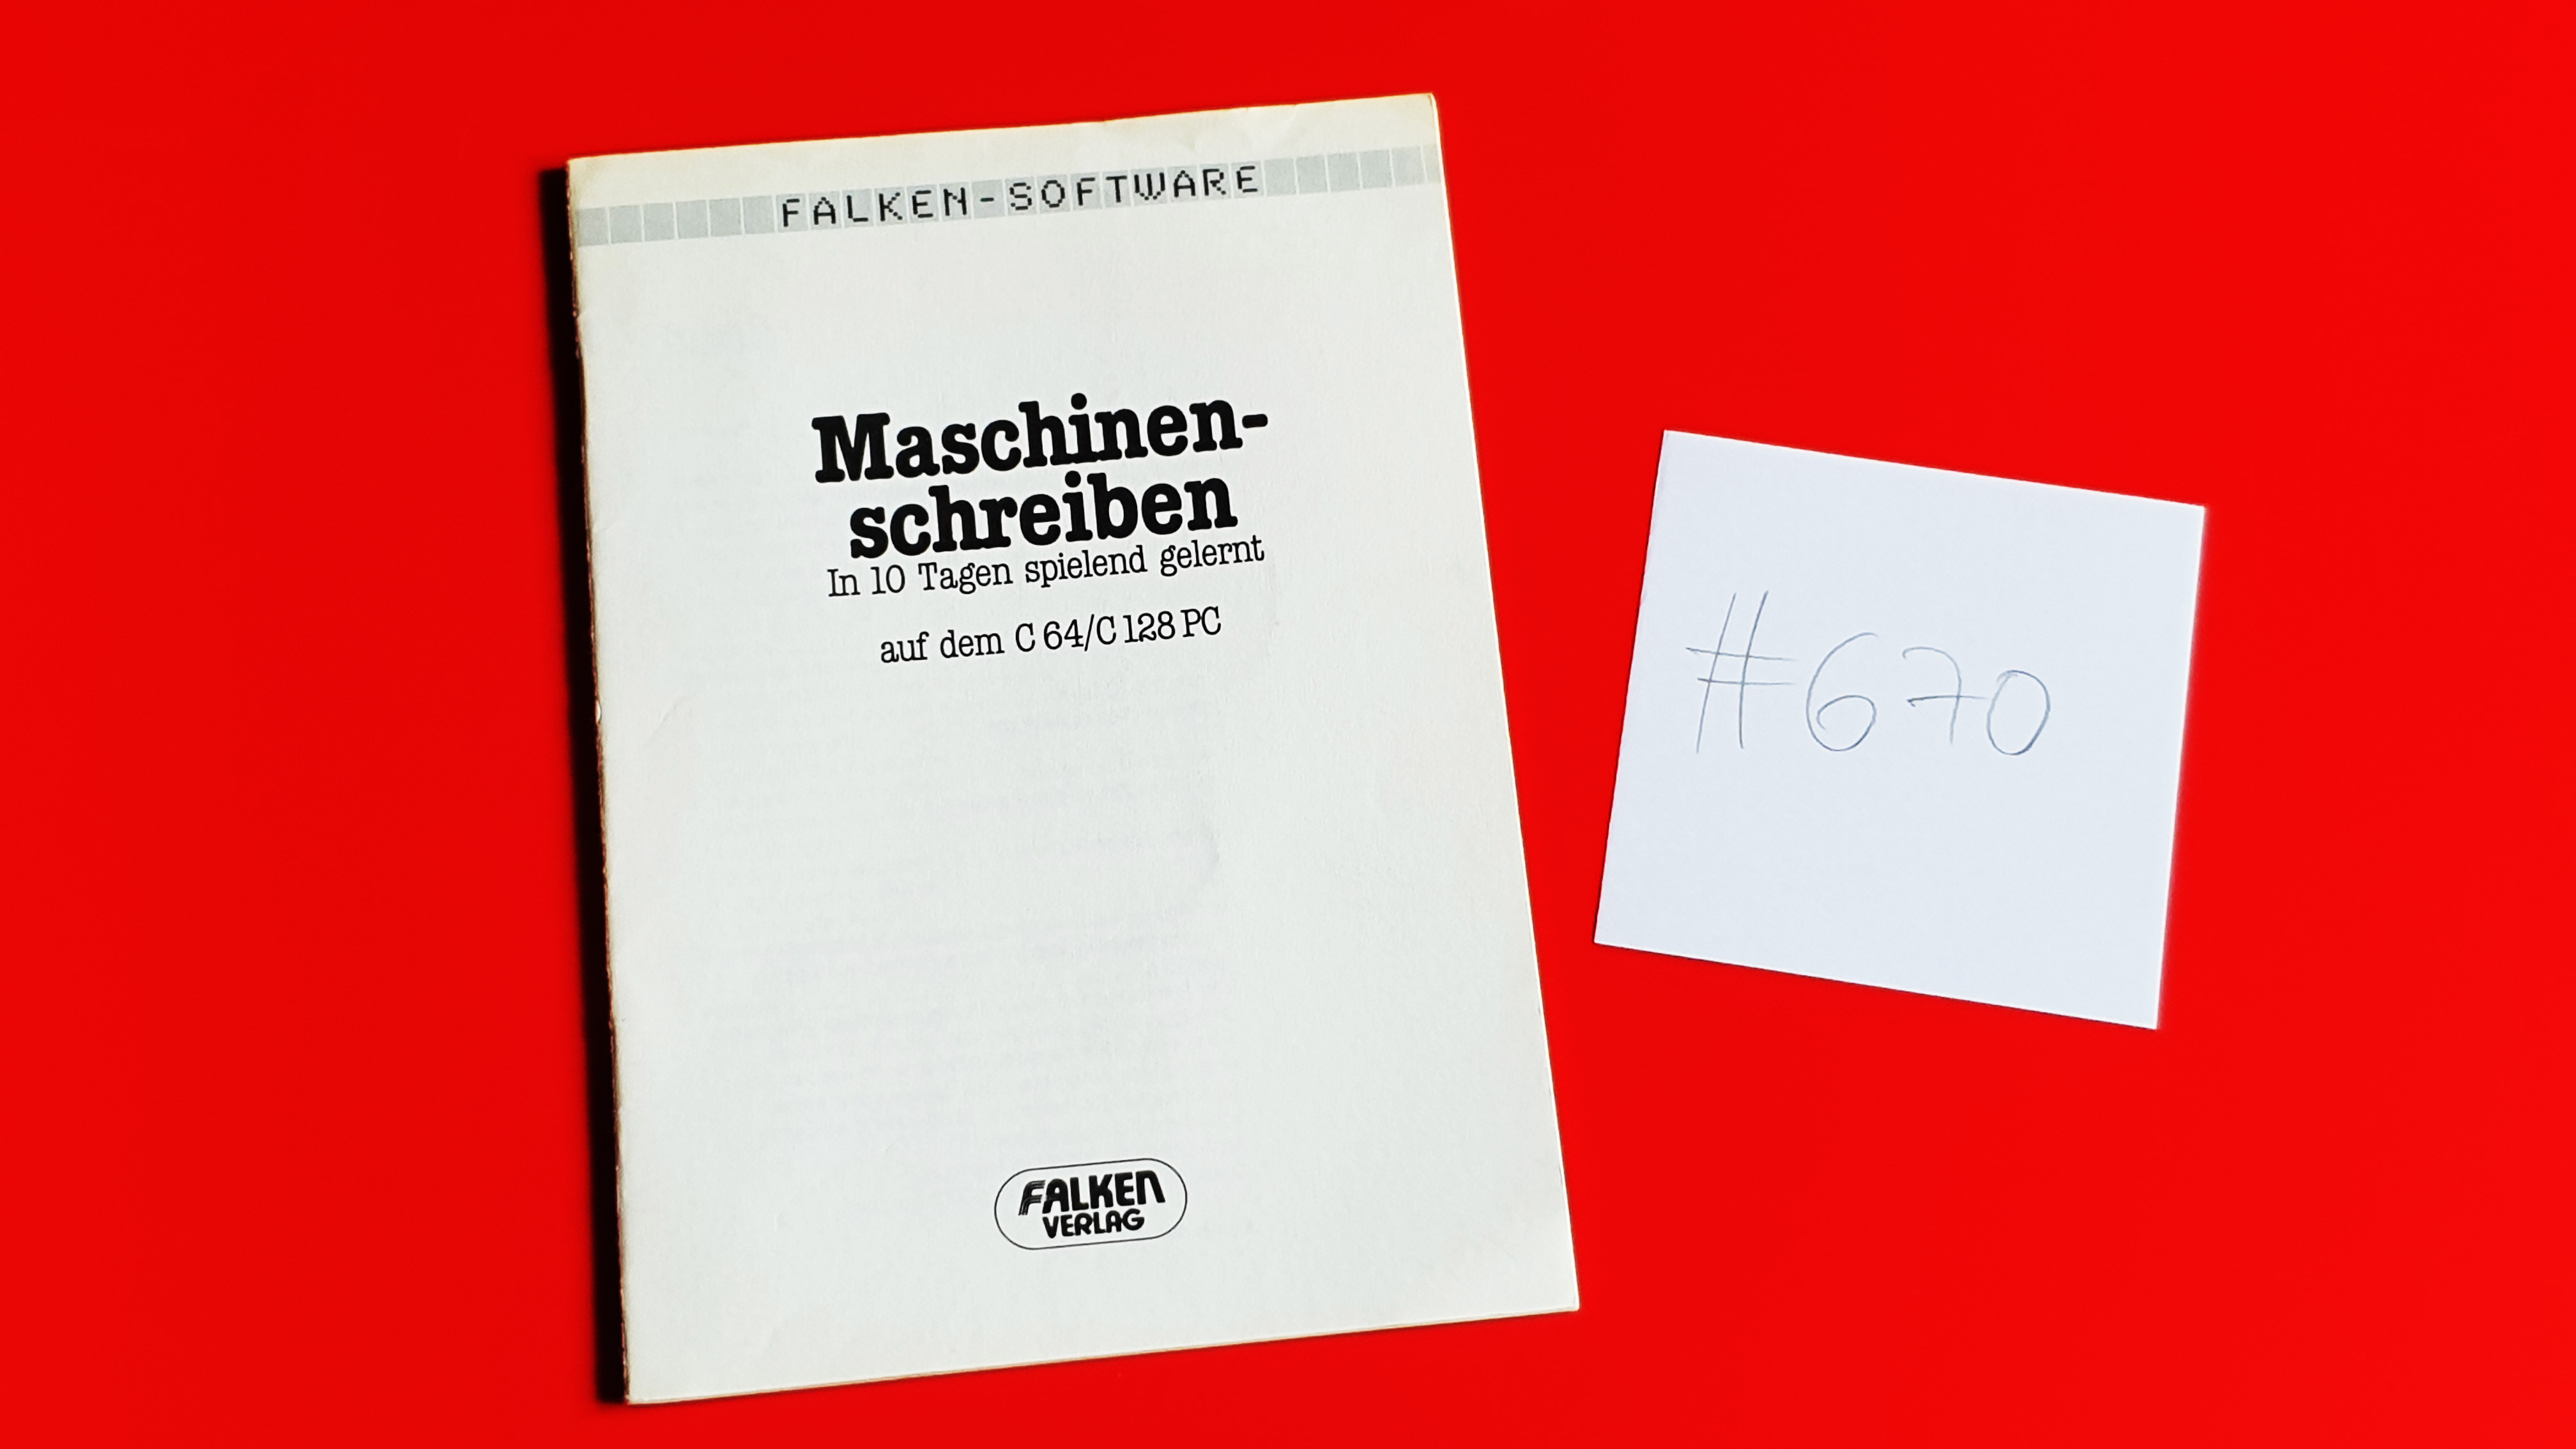 FALKEN-SOFTWARE
Maschinen-
schreiben
In 10 Tagen spielend gelernt
auf dem C 64/C 128 PC
FALKEN
VERLAG
#670